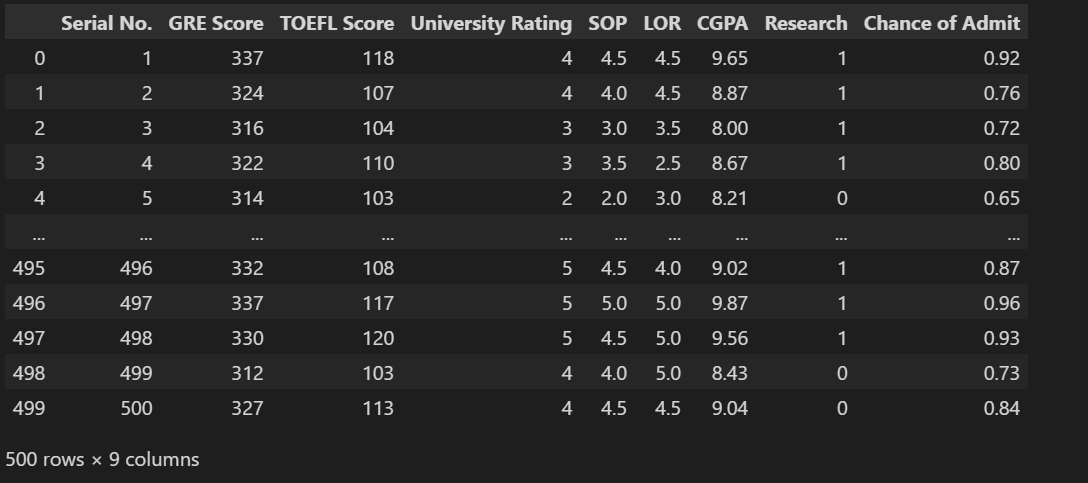 Serial No. GRE Score TOEFL Score University Rating SOP LOR CGPA Research Chance of Admit
0 1 337 118 4 4.5 4.5 9.65 1 0.92
1 2 324 107 4 4.0 4.5 8.87 1 0.76
2 3 316 104 3 3.0 3.5 8.00 1 0.72
3 4 322 110 3 3.5 2.5 8.67 1 0.80
4 5 314 103 2 2.0 3.0 8.21 0 0.65
... ... ... ... ... ... ... ... ... ...
495 496 332 108 5 4.5 4.0 9.02 1 0.87
496 497 337 117 5 5.0 5.0 9.87 1 0.96
497 498 330 120 5 4.5 5.0 9.56 1 0.93
498 499 312 103 4 4.0 5.0 8.43 0 0.73
499 500 327 113 4 4.5 4.5 9.04 0 0.84
500 rows × 9 columns